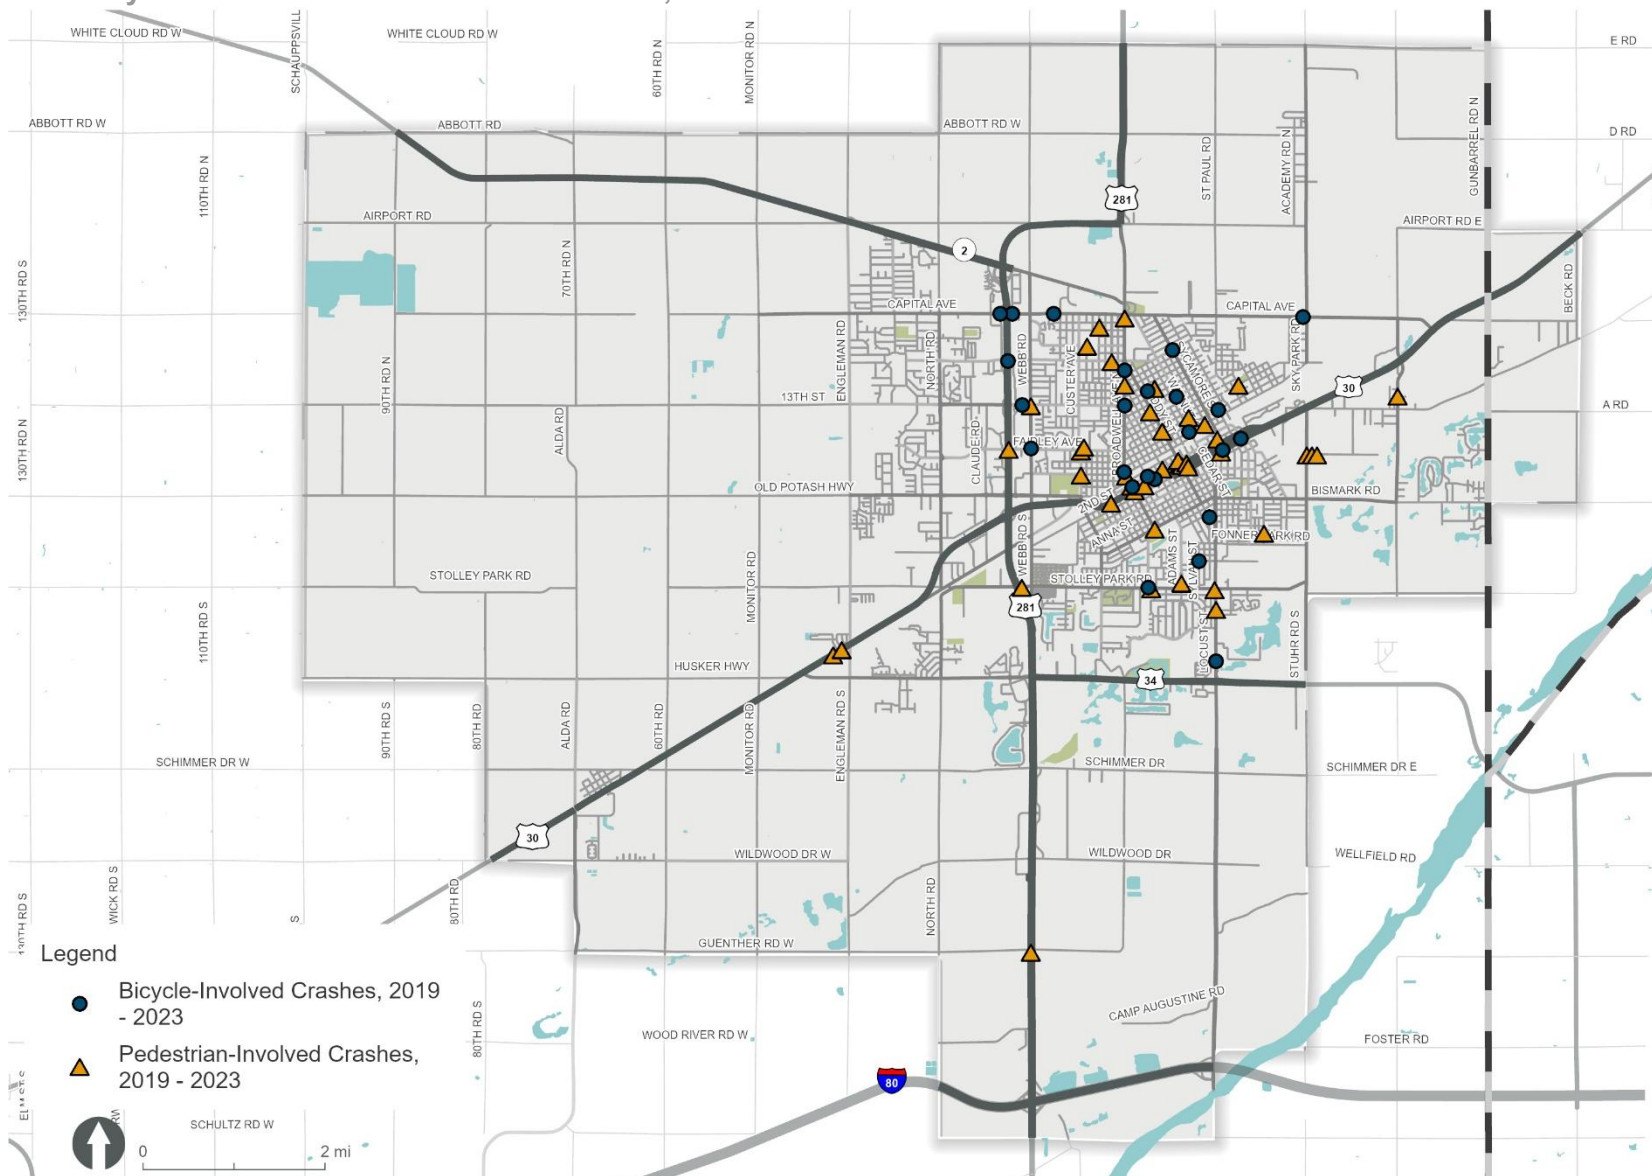 WHITE CLOUD RD W
WHITE CLOUD RD W
SCHAUPPSVILL
60TH RD N
MONITOR RD N
E RD
ABBOTT RD W
ABBOTT RD
ABBOTT RD W
D RD
GUNBARREL RD N
110TH RD N
ST PAUL RD
ACADEMY RD N
281
AIRPORT RD
AIRPORT RD E
2
130TH RD S
70TH RD N
BECK RD
CAPITAL AVE
CAPITAL AVE
ENGLEMAN RD
NORTH RD
WEBB RD
CUSTER AVE
SYCAMORE S
SKY PARK R
90TH RD N
30
13TH ST
A RD
ALDA RD
130TH RD N
CLAUDE RD
FAIDLEY AVE
BROADWELL AVE N
CEDAR ST
OLD POTASH HWY
BISMARK RD
2ND ST
ANNA ST
WEBB RD S
FONNER PARK RD
STOLLEY PARK RD
STOLLEY PARK RD
ADAMS ST
SYLVAN ST
MONITOR RD
281
110TH RD S
LOCUST ST
STUHR RD S
HUSKER HWY
34
90TH RD S
80TH RD
ALDA RD
60TH RD
MONITOR RD
ENGLEMAN RD S
SCHIMMER DR W
SCHIMMER DR
SCHIMMER DR E
30
WILDWOOD DR W
WILDWOOD DR
WELLFIELD RD
130TH RD S
WICK RD S
S
80TH RD
NORTH RD
GUENTHER RD W
CAMP AUGUSTINE RD
80TH RD S
WOOD RIVER RD W
FOSTER RD
80
Legend
Bicycle-Involved Crashes, 2019
- 2023
Pedestrian-Involved Crashes,
2019 - 2023
SCHULTZ RD W
0
2 mi